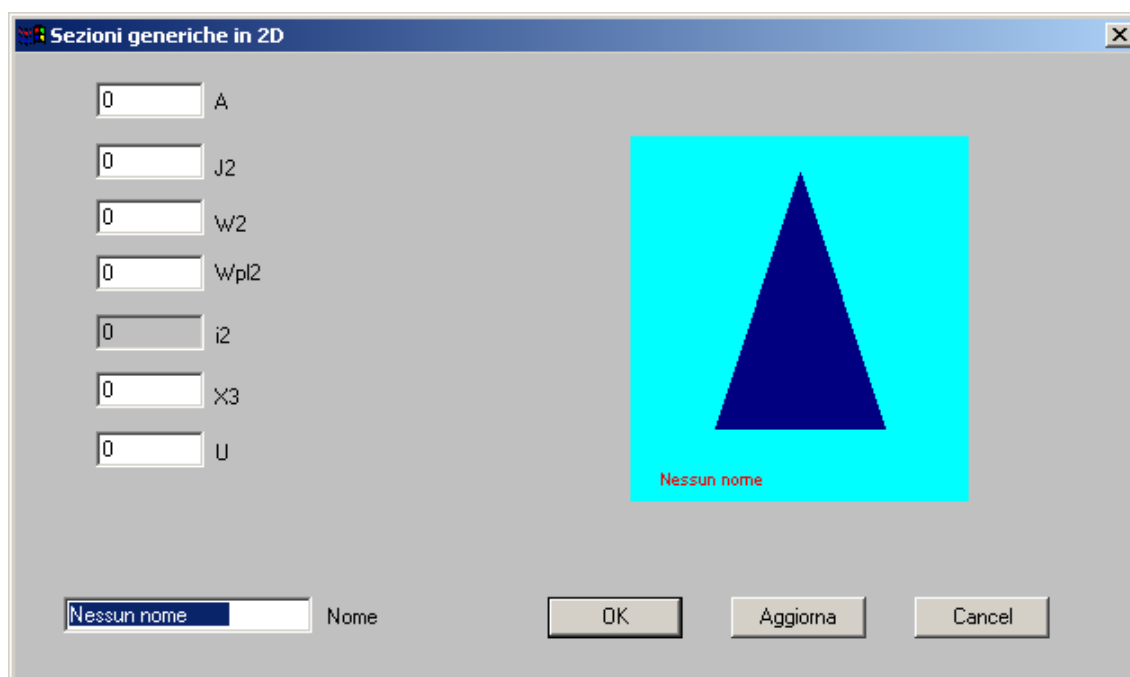 Sezioni generiche in 2D
0 A
0 J2
0 W2
0 Wpl2
0 i2
0 X3
0 U
Nessun nome
Nessun nome Nome OK Aggiorna Cancel